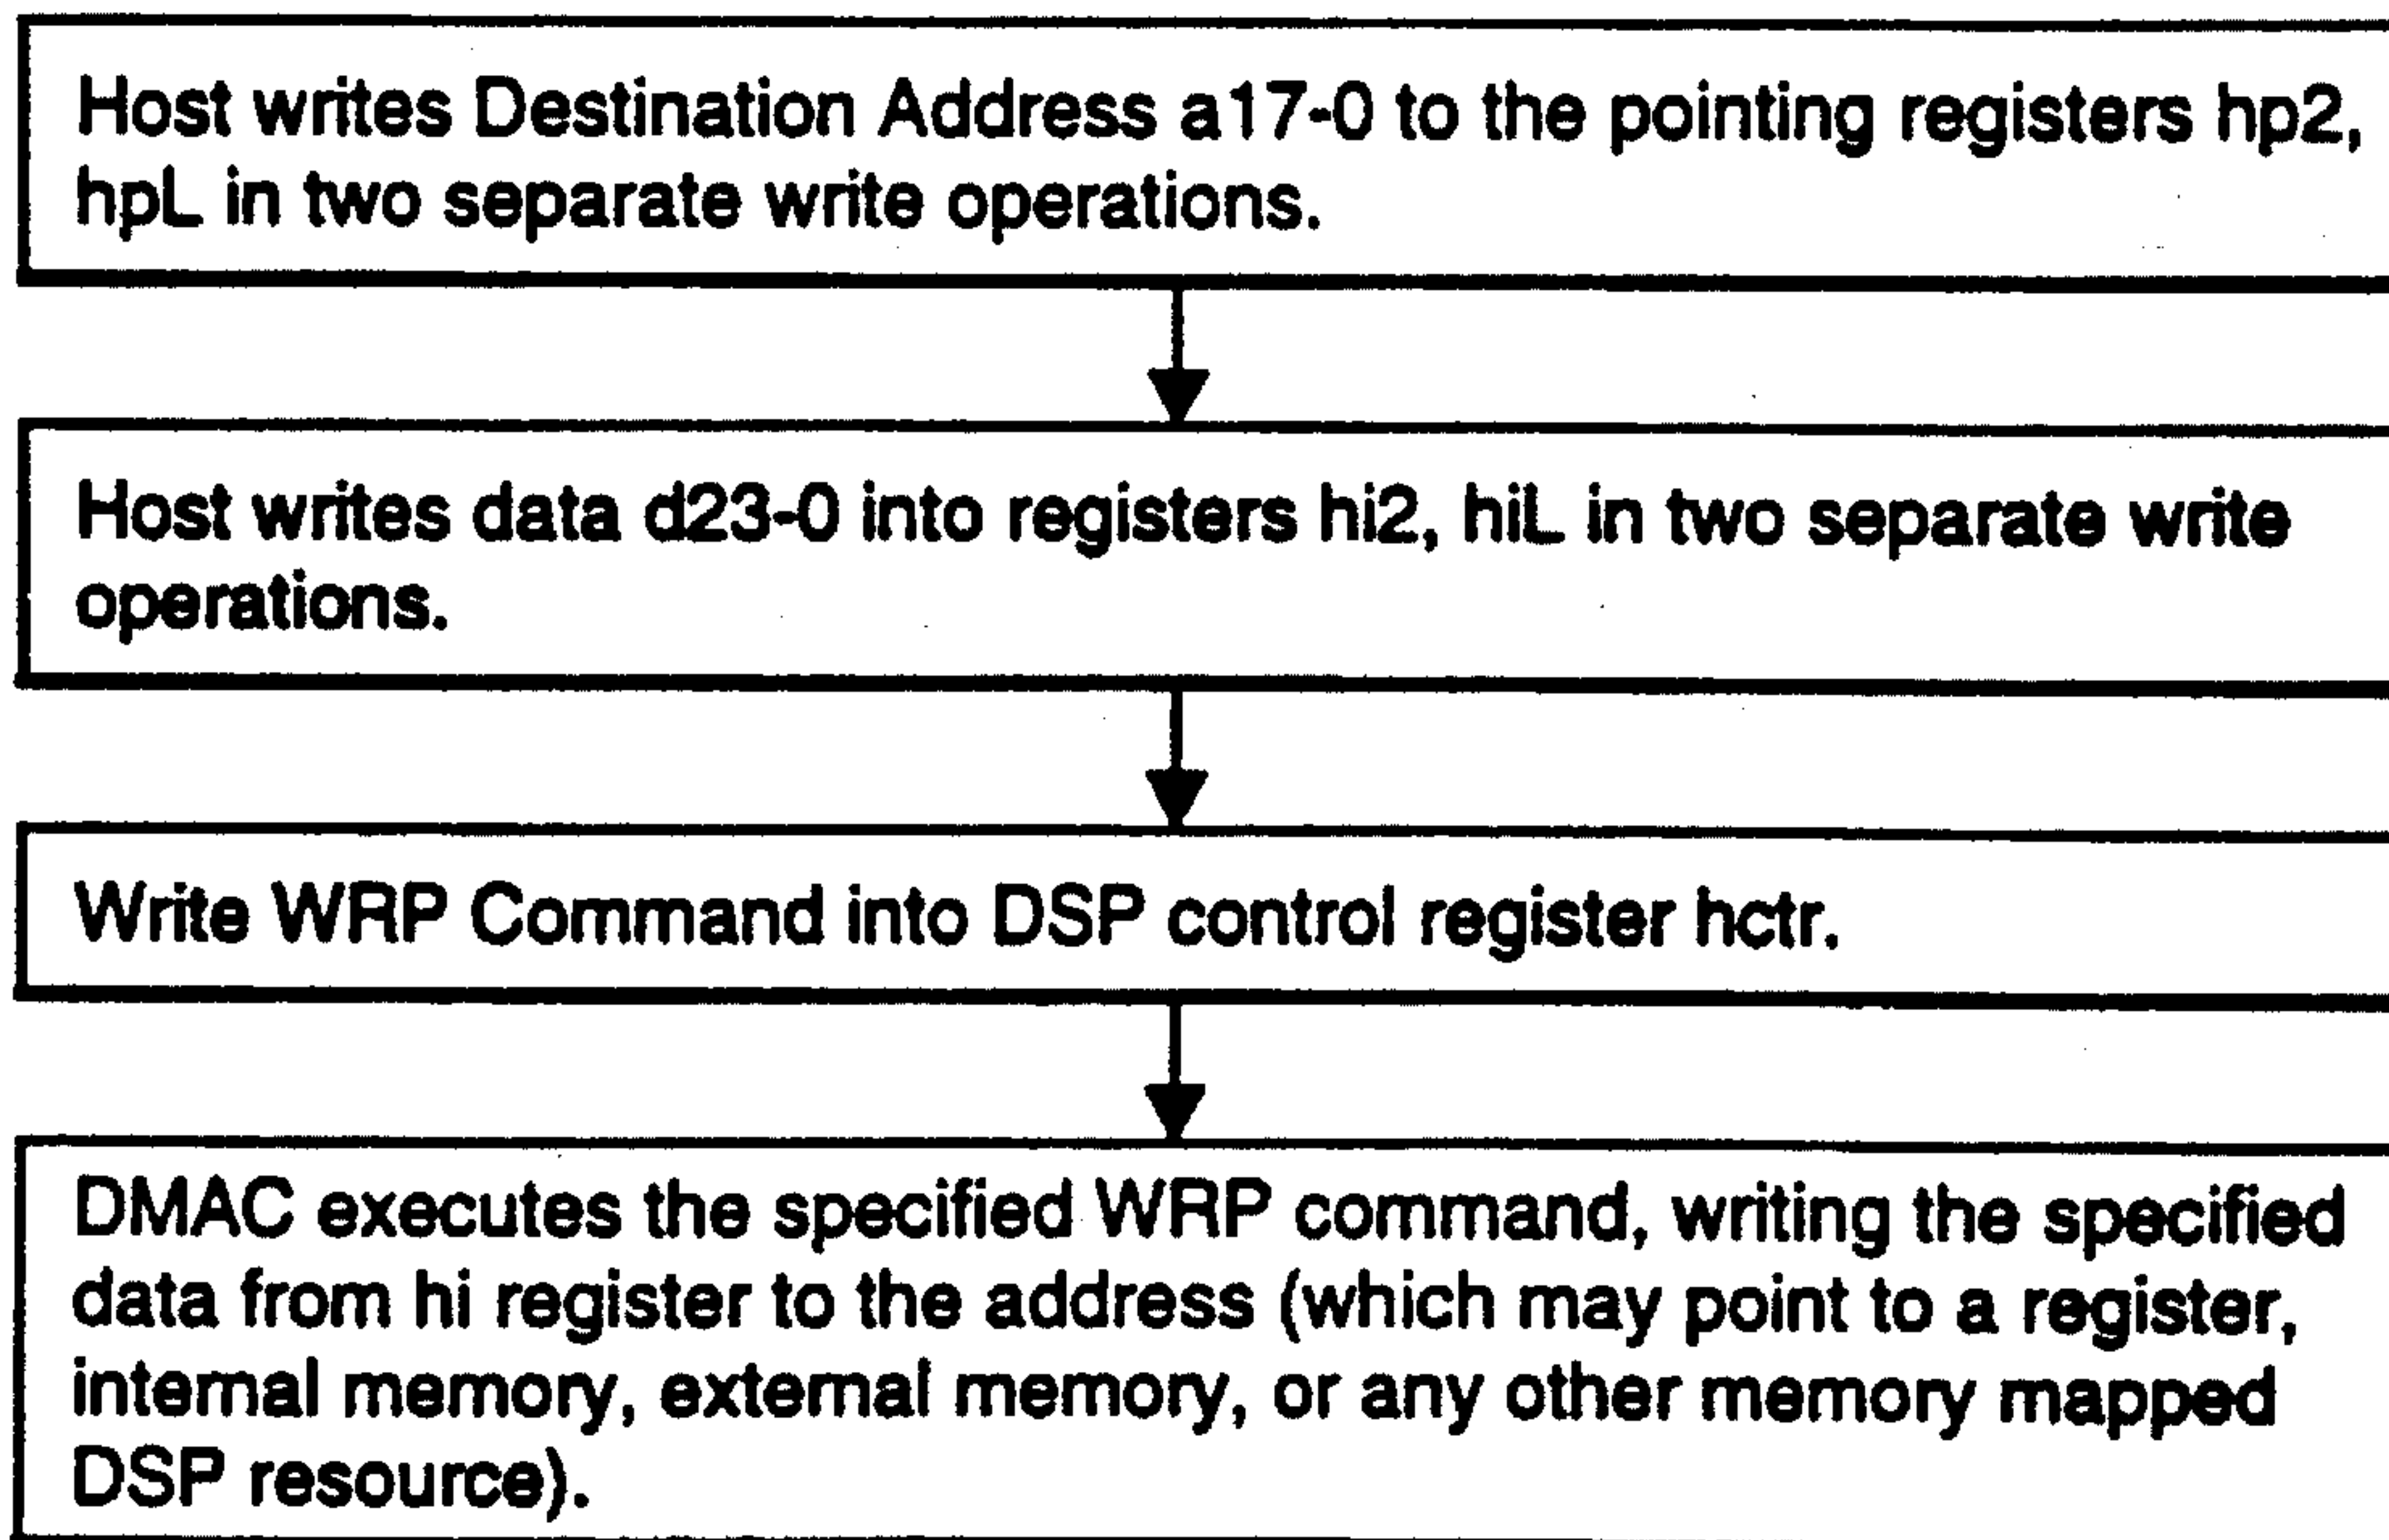 Host writes Destination Address a17-0 to the pointing registers hp2,
hpL in two separate write operations.
Host writes data d23-0 into registers hi2, hiL in two separate write
operations.
Write WRP Command into DSP control register hctr.
DMAC executes the specified WRP command, writing the specified
data from hi register to the address (which may point to a register,
internal memory, external memory, or any other memory mapped
DSP resource).